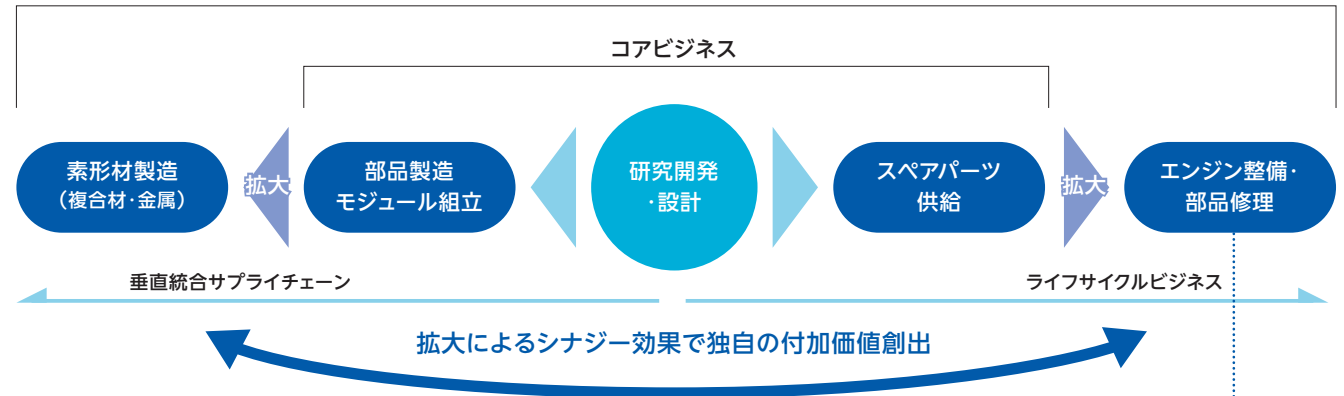 コアビジネス
素形材製造
（複合材・金属）
拡大
部品製造
モジュール組立
研究開発
・設計
スペアパーツ
供給
拡大
エンジン整備・
部品修理
垂直統合サプライチェーン
ライフサイクルビジネス
拡大によるシナジー効果で独自の付加価値創出